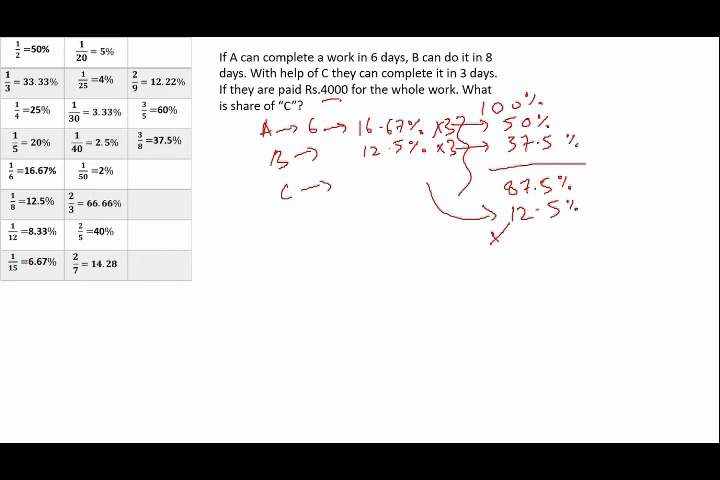 1/2 =50% 1/20 = 5%
1/3 = 33.33% 1/25 =4% 2/9 = 12.22%
1/4 =25% 1/30 = 3.33% 3/5 =60%
1/5 = 20% 1/40 = 2.5% 3/8 =37.5%
1/6 =16.67% 1/50 =2%
1/8 =12.5% 2/3 = 66.66%
1/12 =8.33% 2/5 =40%
1/15 =6.67% 2/7 = 14.28
If A can complete a work in 6 days, B can do it in 8
days. With help of C they can complete it in 3 days.
If they are paid Rs.4000 for the whole work. What
is share of “C”?
100%
A → 6 → 16.67% ×3 → 50%
B → 12.5% ×3 → 37.5%
C →
87.5%
12.5%